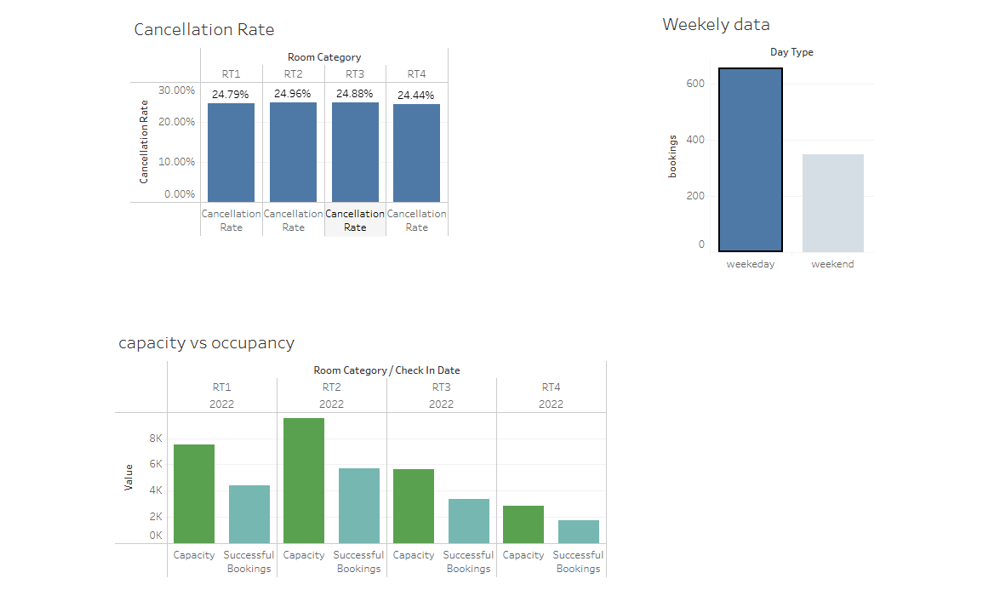 Cancellation Rate
Room Category
RT1 RT2 RT3 RT4
Cancellation Rate
30.00%
20.00%
10.00%
0.00%
24.79% 24.96% 24.88% 24.44%
Cancellation Cancellation Cancellation Cancellation
Rate Rate Rate Rate
Weekely data
Day Type
bookings
600
400
200
0
weekeday weekend
capacity vs occupancy
Room Category / Check In Date
RT1 RT2 RT3 RT4
2022 2022 2022 2022
Value
8K
6K
4K
2K
0K
Capacity Successful Capacity Successful Capacity Successful Capacity Successful
Bookings Bookings Bookings Bookings